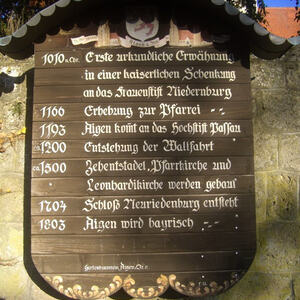 1010 n. Chr. Erste urkundliche Erwähnung
in einer kaiserlichen Schenkung
an das Frauenstift Niedernburg
1166 Erhebung zur Pfarrei
1193 Aigen komt an das Hochstift Passau
ca 1200 Entstehung der Wallfahrt
ca 1500 Zehentstadel, Pfarrkirche und
Leonhardikirche werden gebaut
1704 Schloß Neuriedenburg entsteht
1803 Aigen wird bayrisch